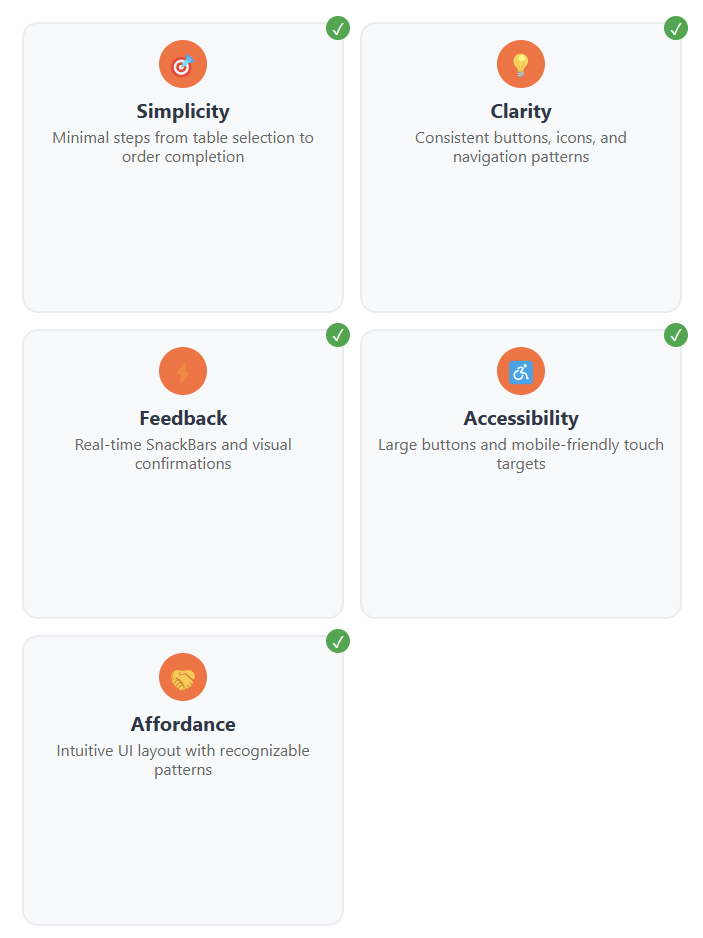 Simplicity
Minimal steps from table selection to
order completion
Clarity
Consistent buttons, icons, and
navigation patterns
Feedback
Real-time SnackBars and visual
confirmations
Accessibility
Large buttons and mobile-friendly touch
targets
Affordance
Intuitive UI layout with recognizable
patterns